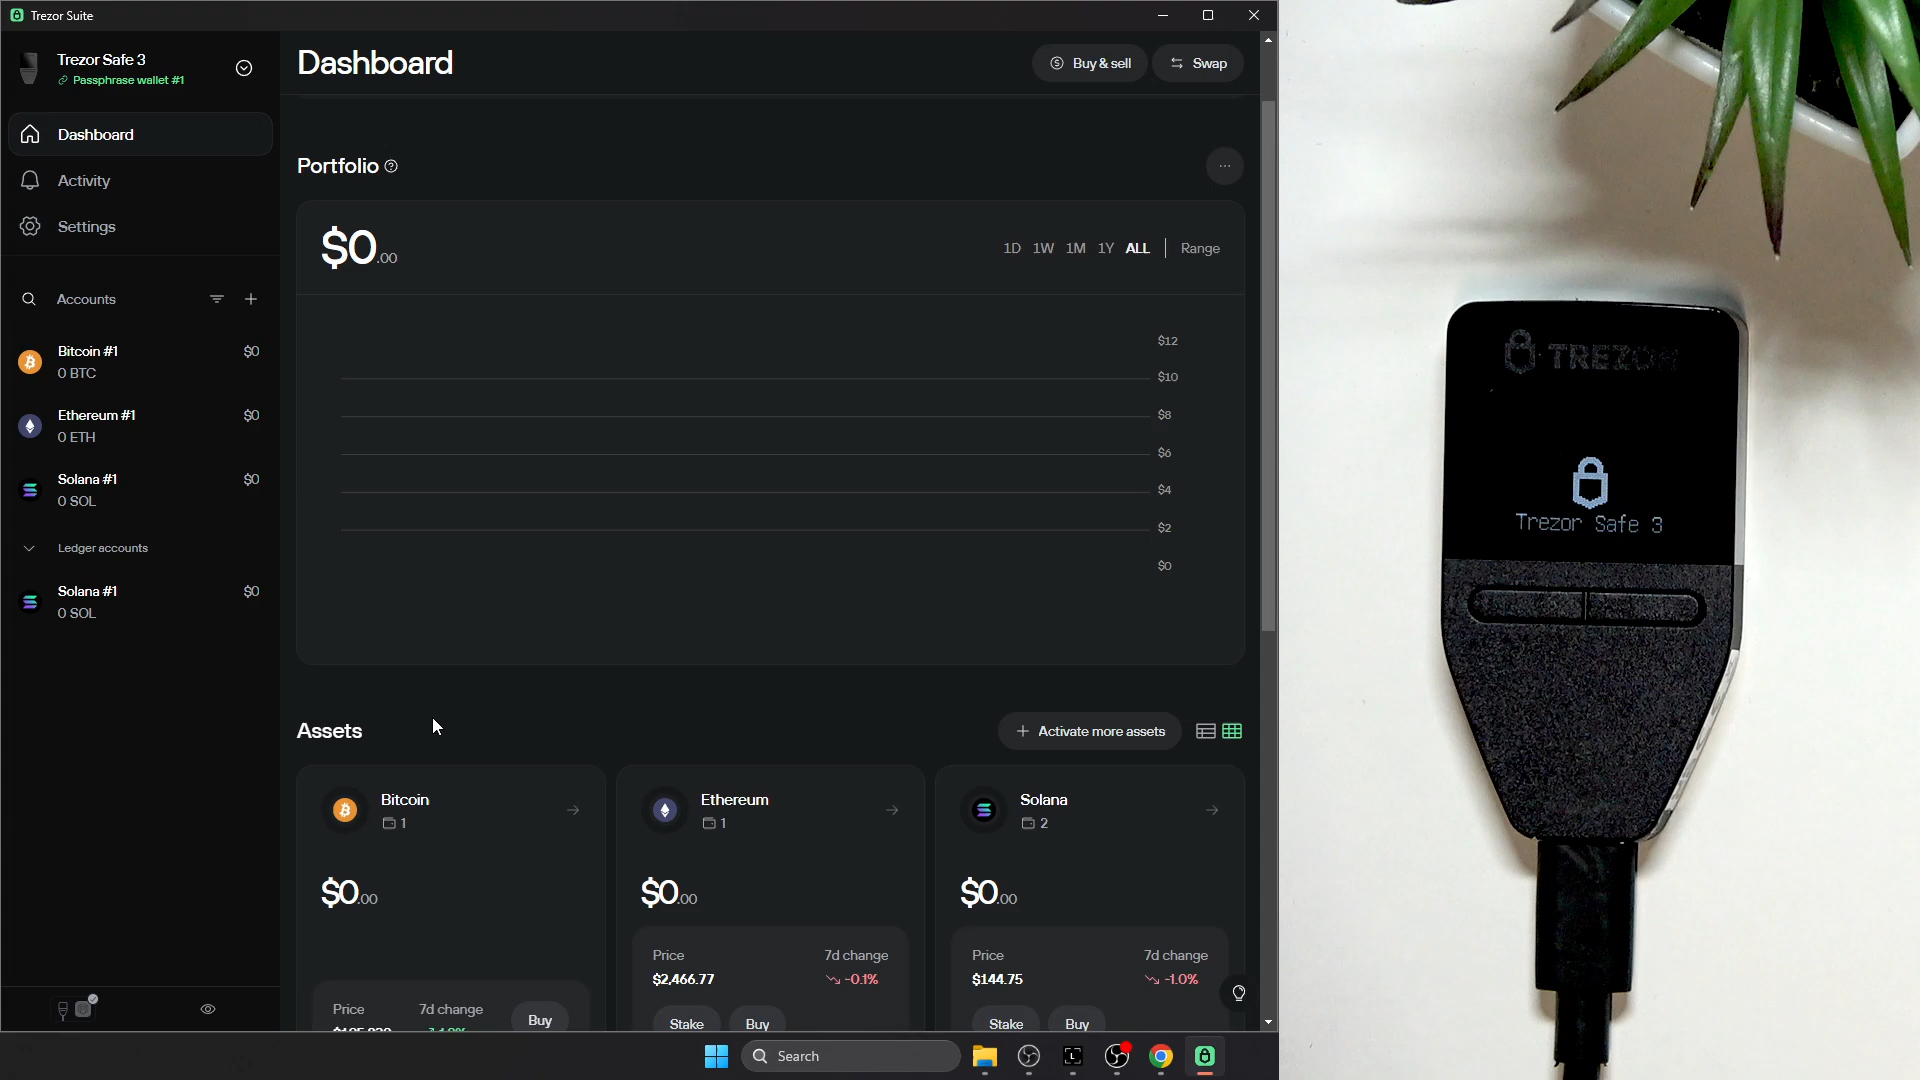 Trezor Suite
Trezor Safe 3
Passphrase wallet #1
Dashboard
Activity
Settings
Accounts
Bitcoin #1 $0
0 BTC
Ethereum #1 $0
0 ETH
Solana #1 $0
0 SOL
Ledger accounts
Solana #1 $0
0 SOL
Dashboard
Buy & sell
Swap
Portfolio
$0.00
1D 1W 1M 1Y ALL Range
$12
$10
$8
$6
$4
$2
$0
Assets
Activate more assets
Bitcoin
1
$0.00
Price 7d change
Buy
Ethereum
1
$0.00
Price 7d change
$2,466.77 -0.1%
Stake Buy
Solana
2
$0.00
Price 7d change
$144.75 -1.0%
Stake Buy
Search
TREZOR
Trezor Safe 3